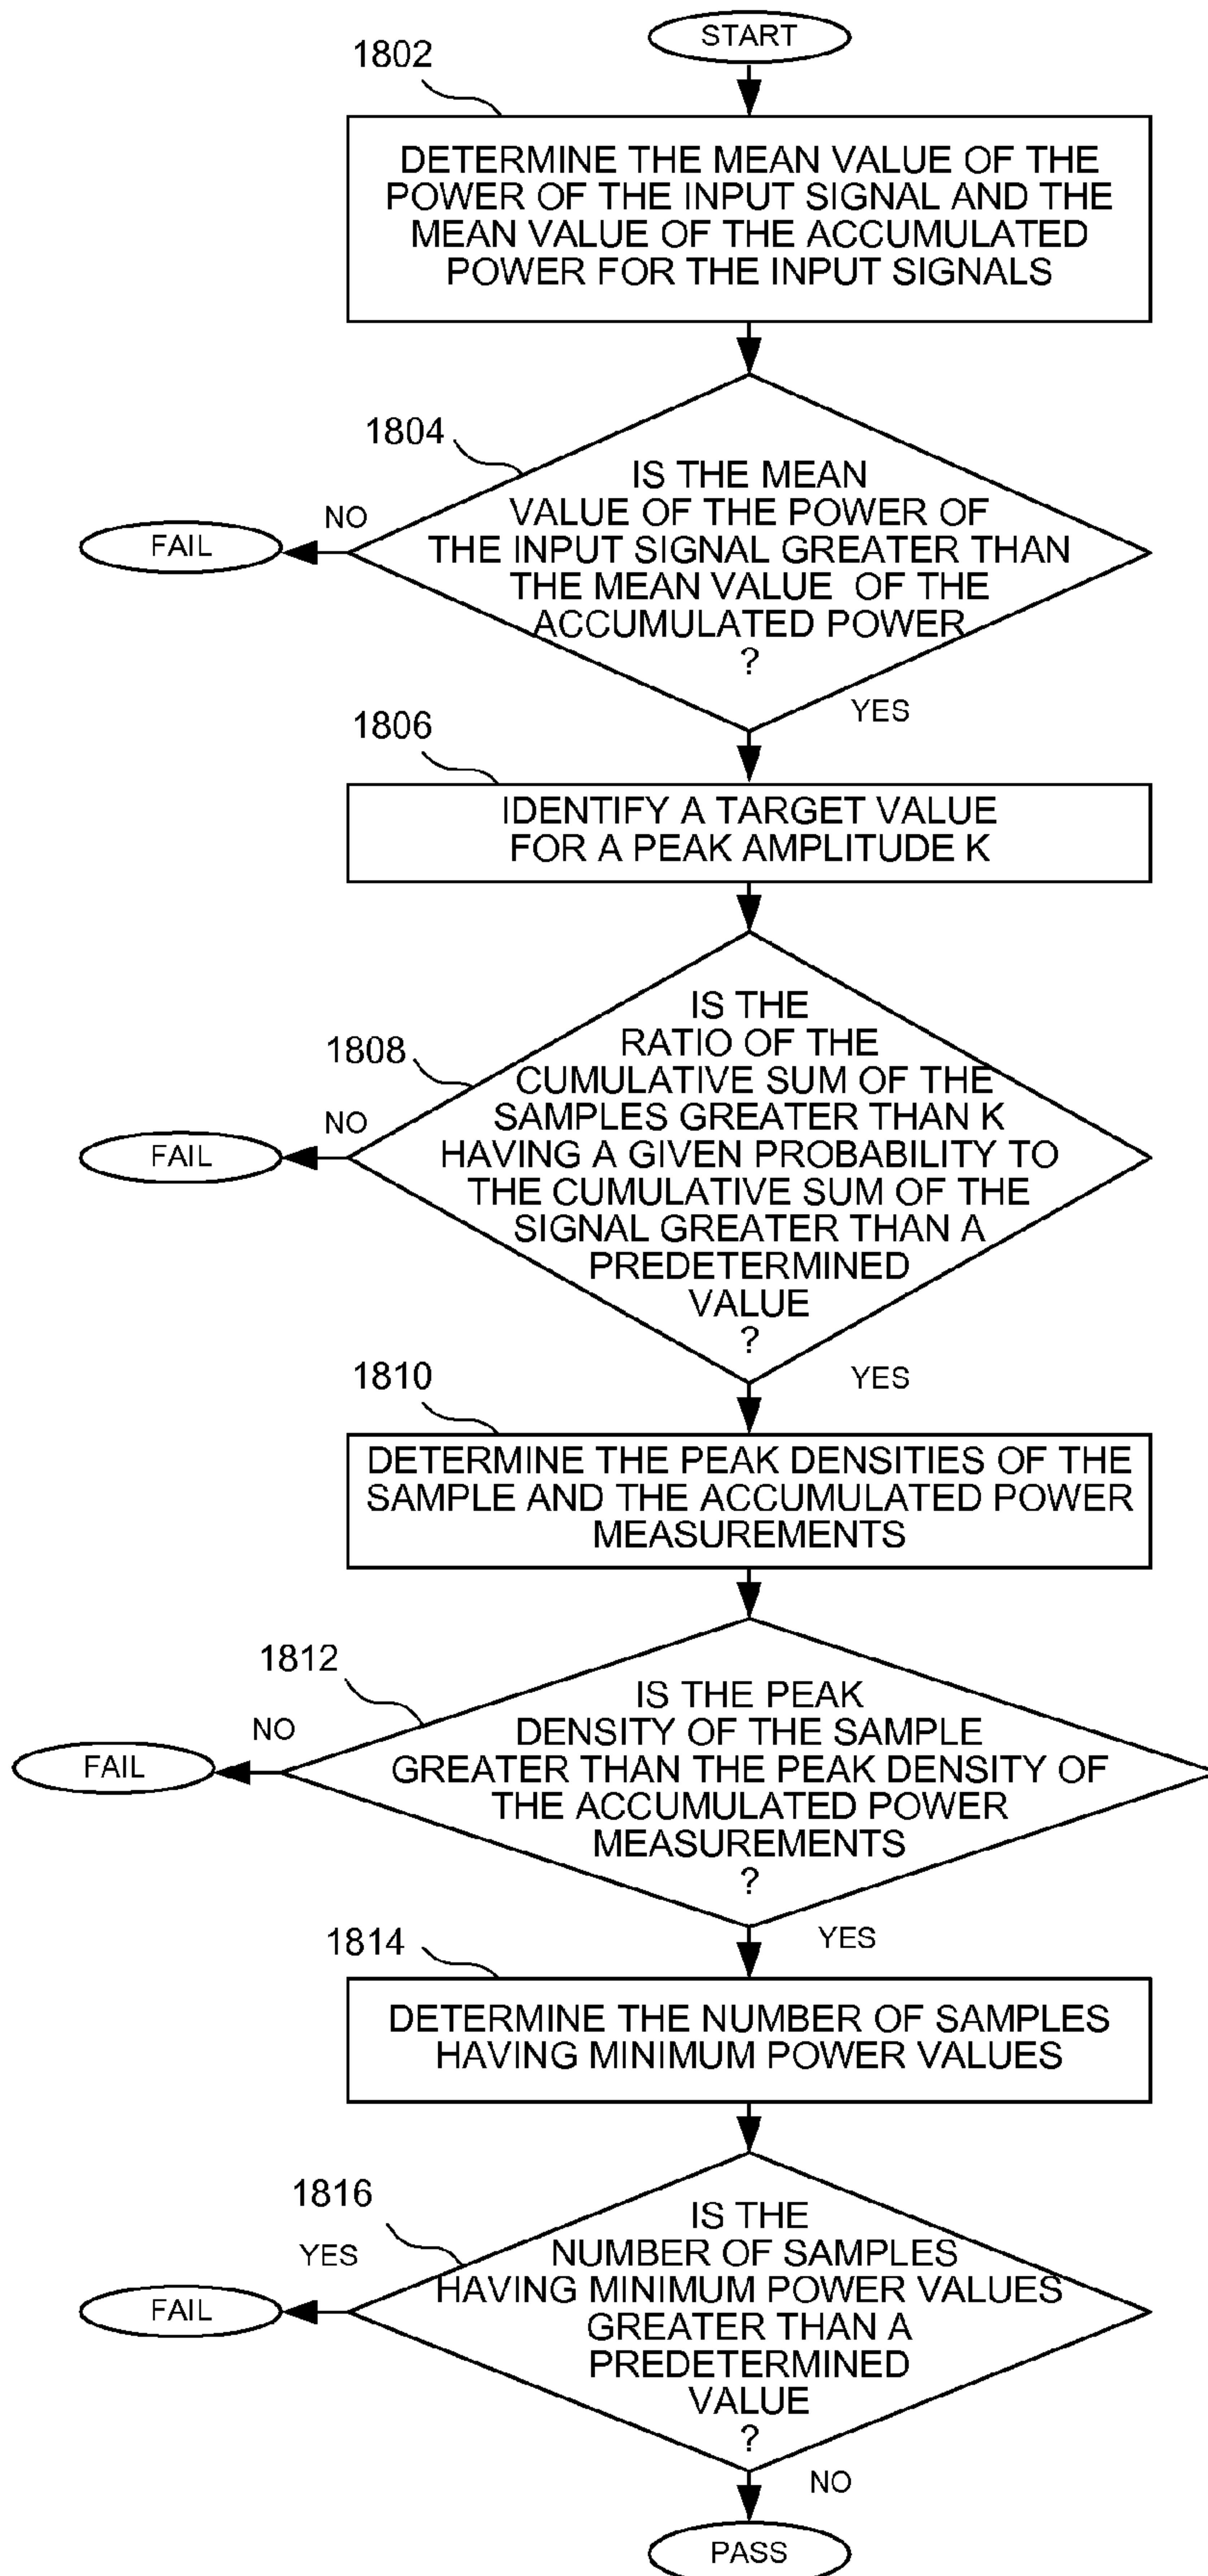 START
1802
DETERMINE THE MEAN VALUE OF THE
POWER OF THE INPUT SIGNAL AND THE
MEAN VALUE OF THE ACCUMULATED
POWER FOR THE INPUT SIGNALS
1804
IS THE MEAN
VALUE OF THE POWER OF
THE INPUT SIGNAL GREATER THAN
THE MEAN VALUE OF THE
ACCUMULATED POWER
?
NO
FAIL
YES
1806
IDENTIFY A TARGET VALUE
FOR A PEAK AMPLITUDE K
1808
IS THE
RATIO OF THE
CUMULATIVE SUM OF THE
SAMPLES GREATER THAN K
HAVING A GIVEN PROBABILITY TO
THE CUMULATIVE SUM OF THE
SIGNAL GREATER THAN A
PREDETERMINED
VALUE
?
NO
FAIL
YES
1810
DETERMINE THE PEAK DENSITIES OF THE
SAMPLE AND THE ACCUMULATED POWER
MEASUREMENTS
1812
IS THE PEAK
DENSITY OF THE SAMPLE
GREATER THAN THE PEAK DENSITY OF
THE ACCUMULATED POWER
MEASUREMENTS
?
NO
FAIL
YES
1814
DETERMINE THE NUMBER OF SAMPLES
HAVING MINIMUM POWER VALUES
1816
IS THE
NUMBER OF SAMPLES
HAVING MINIMUM POWER VALUES
GREATER THAN A
PREDETERMINED
VALUE
?
YES
FAIL
NO
PASS